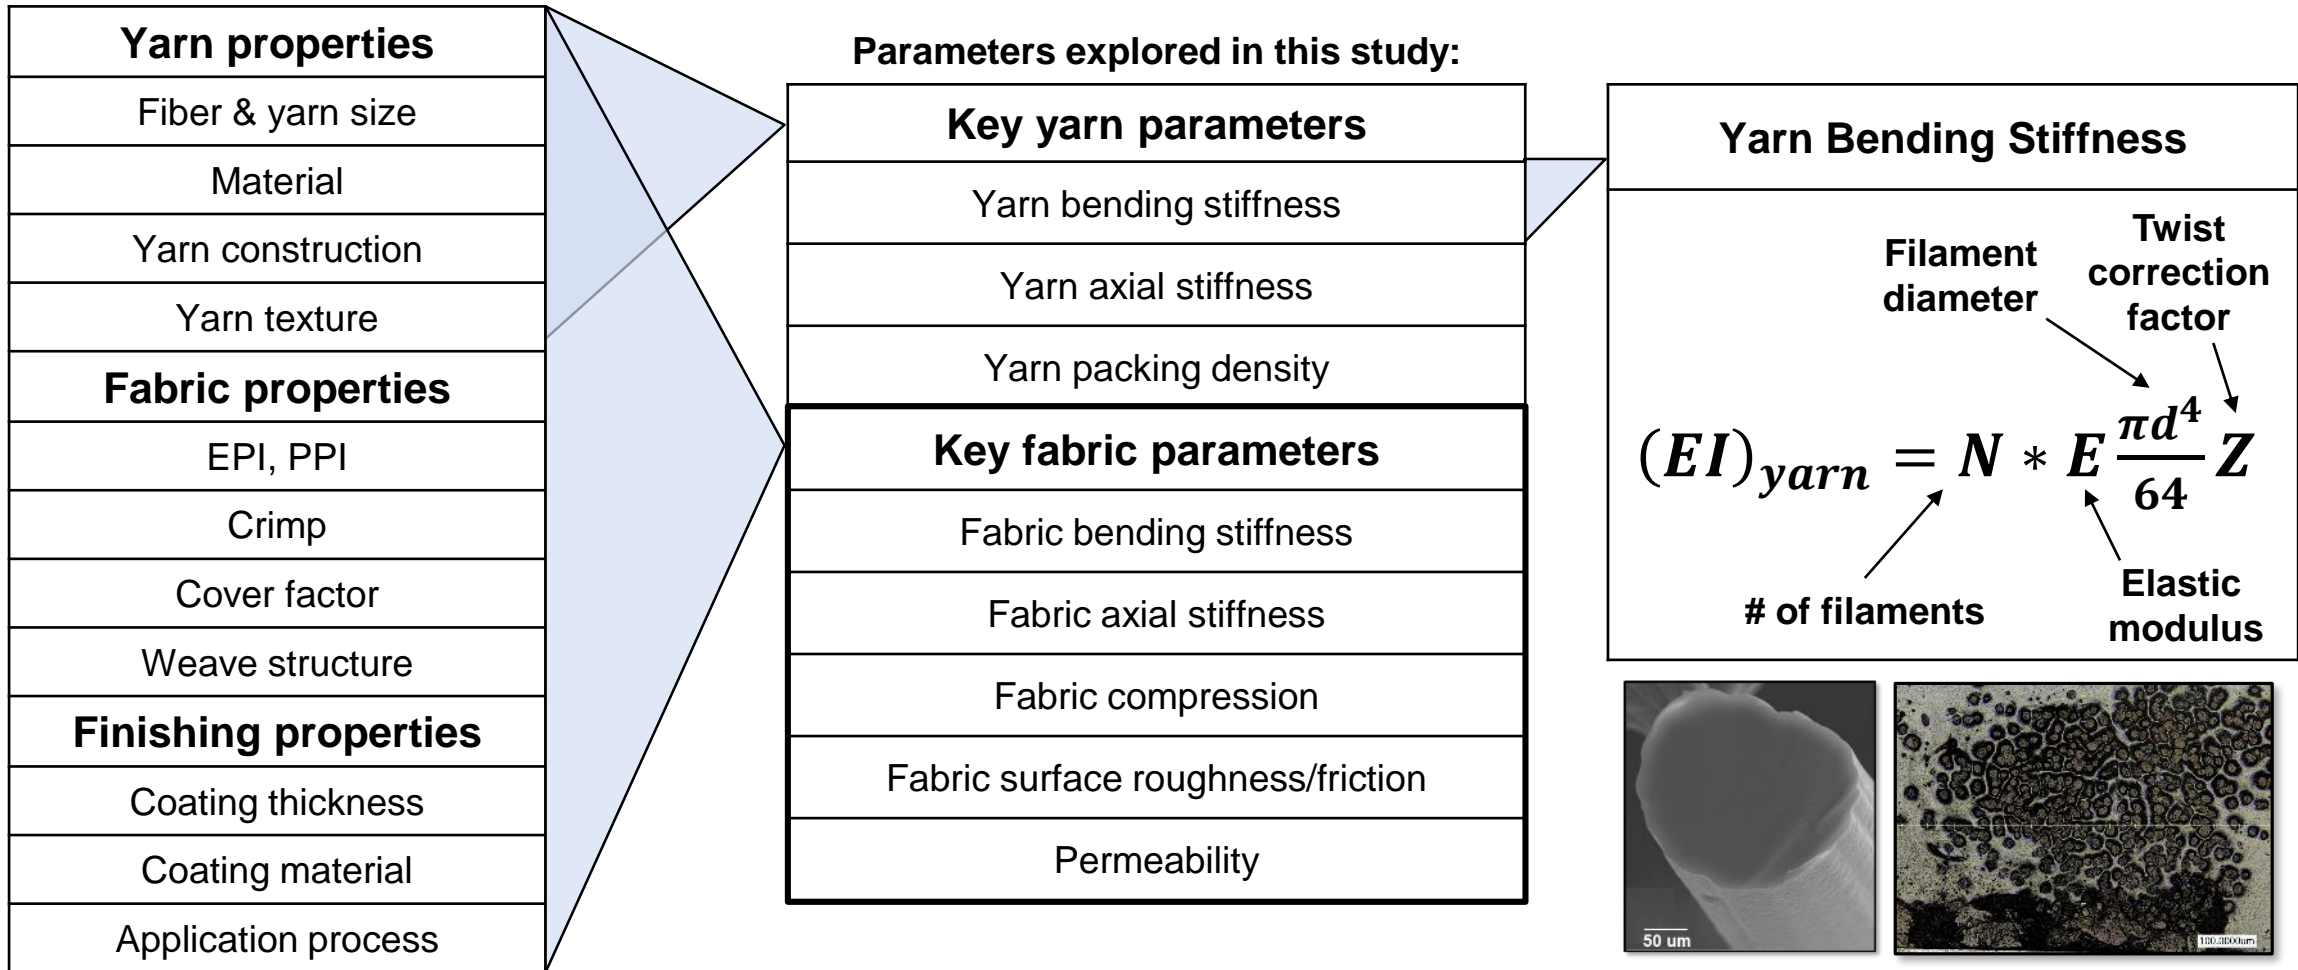 Yarn properties
Fiber & yarn size
Material
Yarn construction
Yarn texture
Fabric properties
EPI, PPI
Crimp
Cover factor
Weave structure
Finishing properties
Coating thickness
Coating material
Application process
Parameters explored in this study:
Key yarn parameters
Yarn bending stiffness
Yarn axial stiffness
Yarn packing density
Key fabric parameters
Fabric bending stiffness
Fabric axial stiffness
Fabric compression
Fabric surface roughness/friction
Permeability
Yarn Bending Stiffness
Filament
diameter
Twist
correction
factor
(EI)yarn = N * E πd⁴/64 Z
# of filaments
Elastic
modulus
50 um
100.0000um